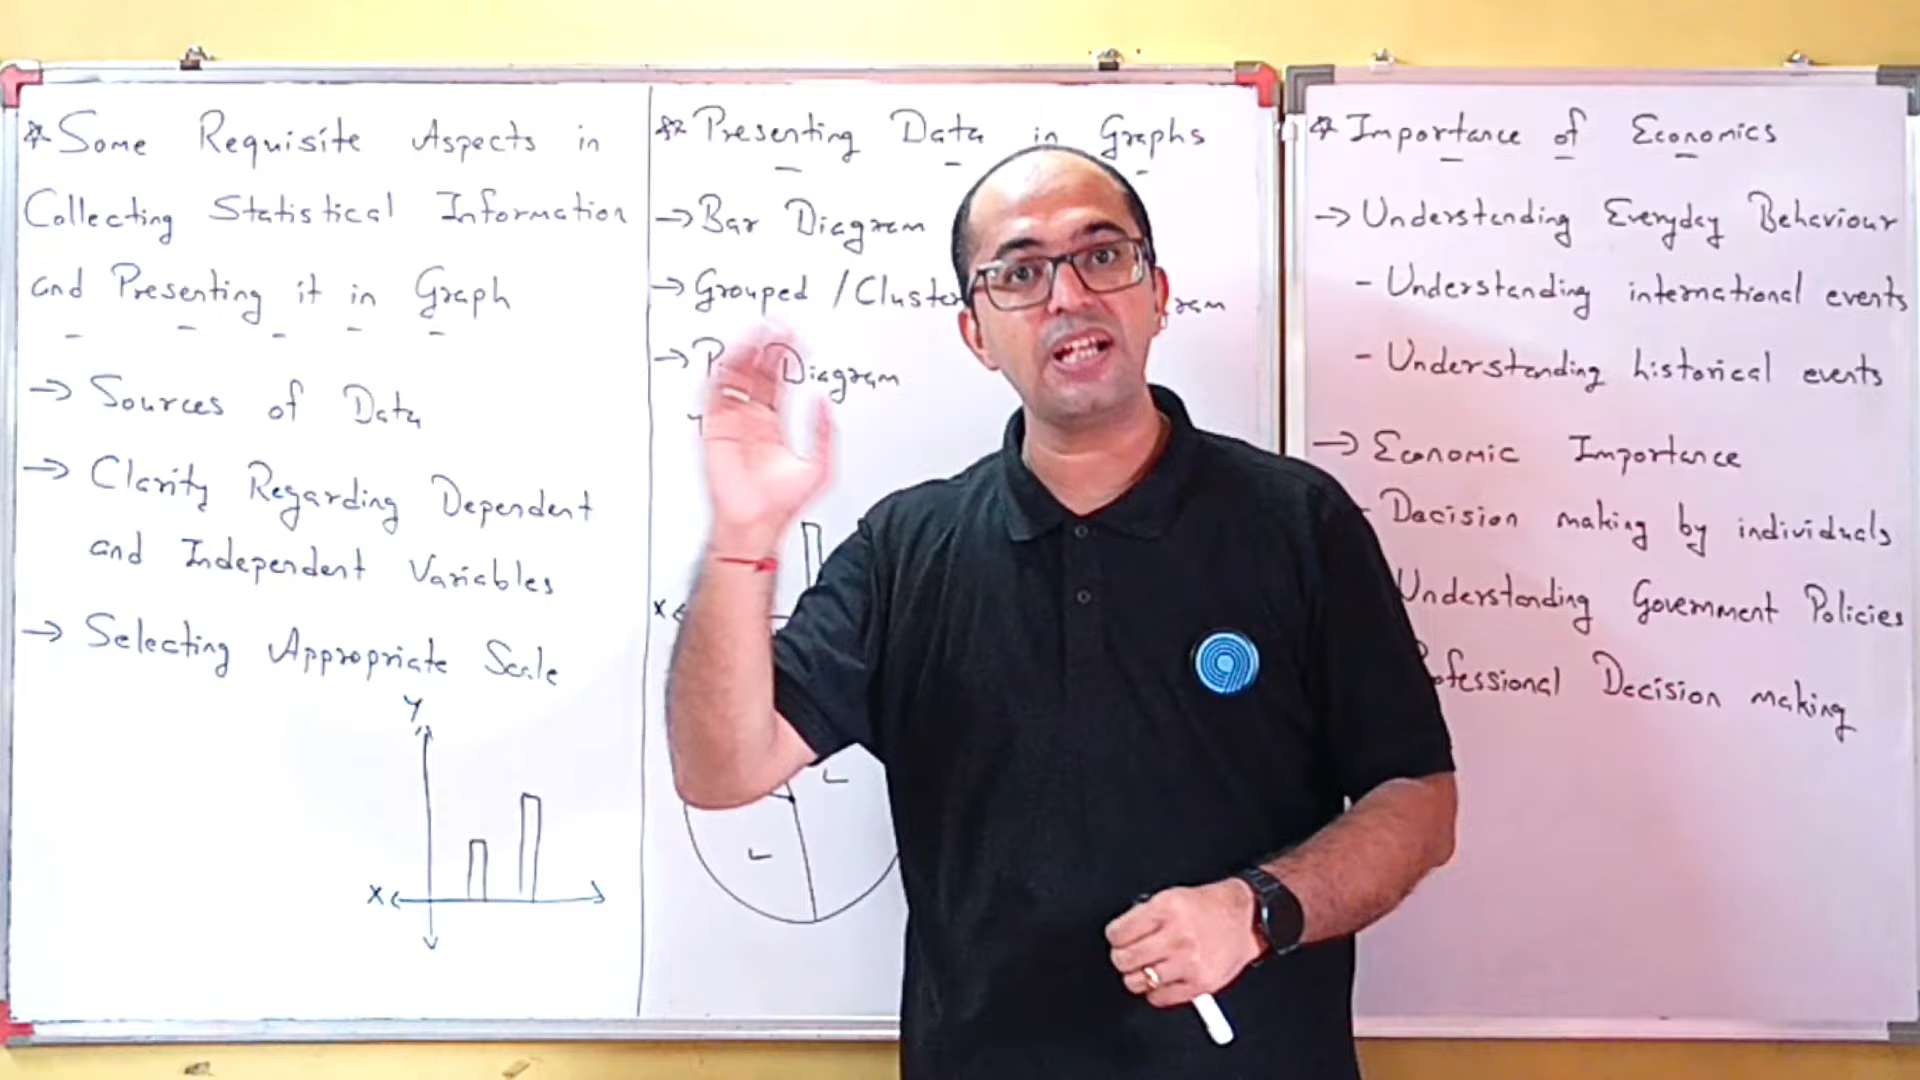 * Some Requisite Aspects in
Collecting Statistical Information
and Presenting it in Graph
→ Sources of Data
→ Clarity Regarding Dependent
and Independent Variables
→ Selecting Appropriate Scale
Y
X
** Presenting Data in Graphs
→ Bar Diagram
→ Grouped /
→ Diagram
X
* Importance of Economics
→ Understanding Everyday Behaviour
- Understanding international events
- Understanding historical events
→ Economic Importance
- Decision making by individuals
Understanding Government Policies
Decision making